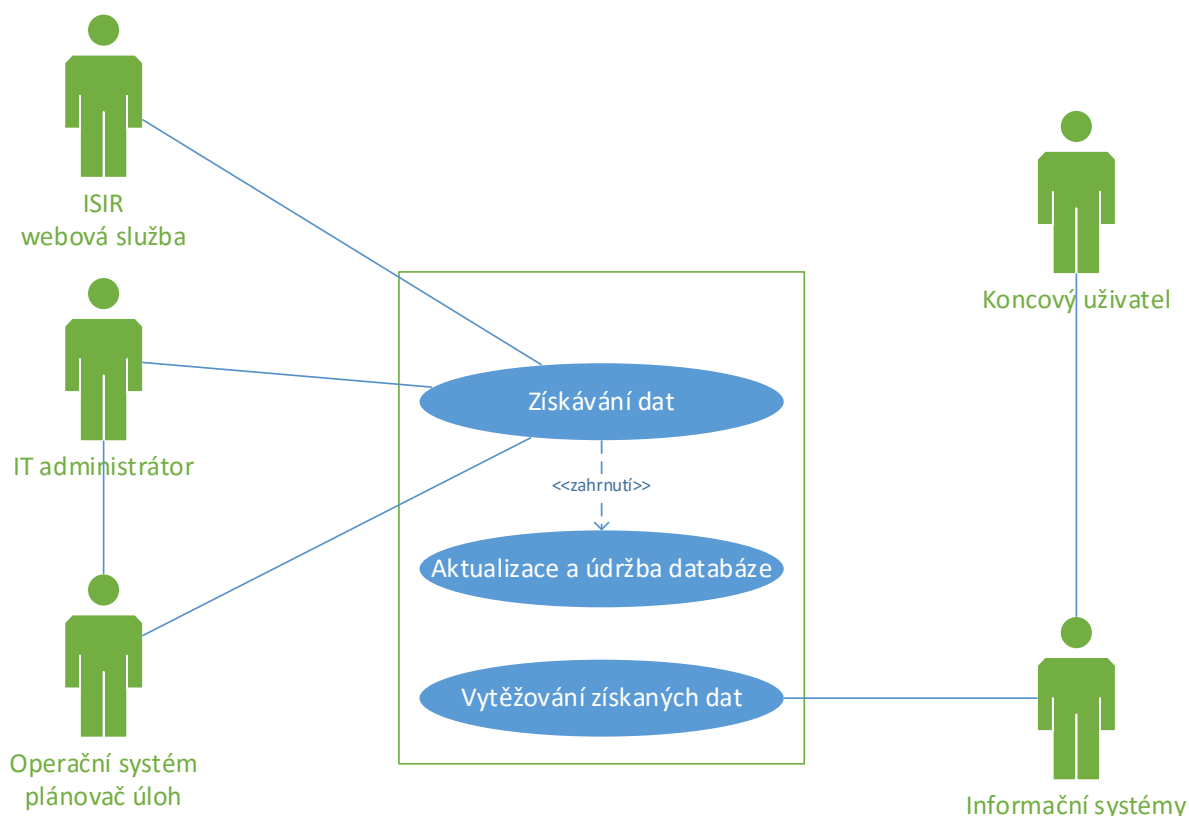 ISIR
webová služba
Koncový uživatel
Získávání dat
IT administrátor
<<zahrnutí>>
Aktualizace a údržba databáze
Vytěžování získaných dat
Operační systém
plánovač úloh
Informační systémy